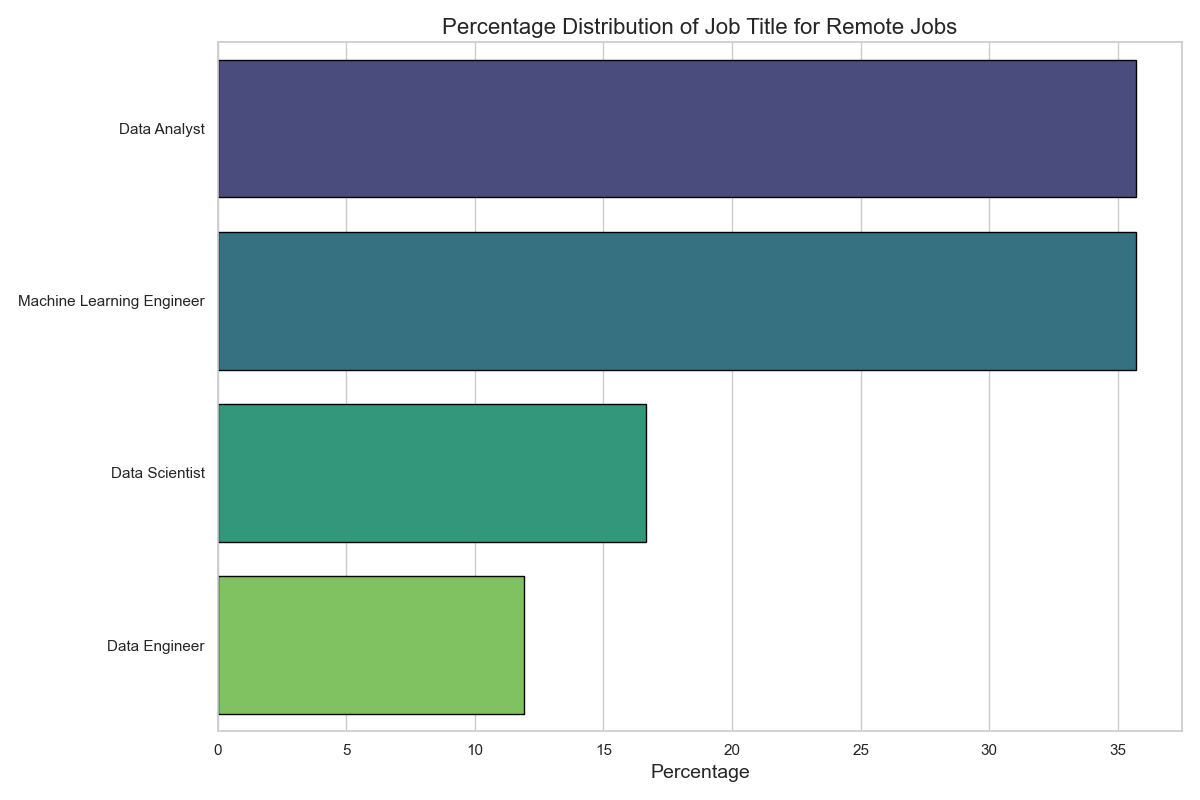 Percentage Distribution of Job Title for Remote Jobs
Data Analyst
Machine Learning Engineer
Data Scientist
Data Engineer
0 5 10 15 20 25 30 35
Percentage